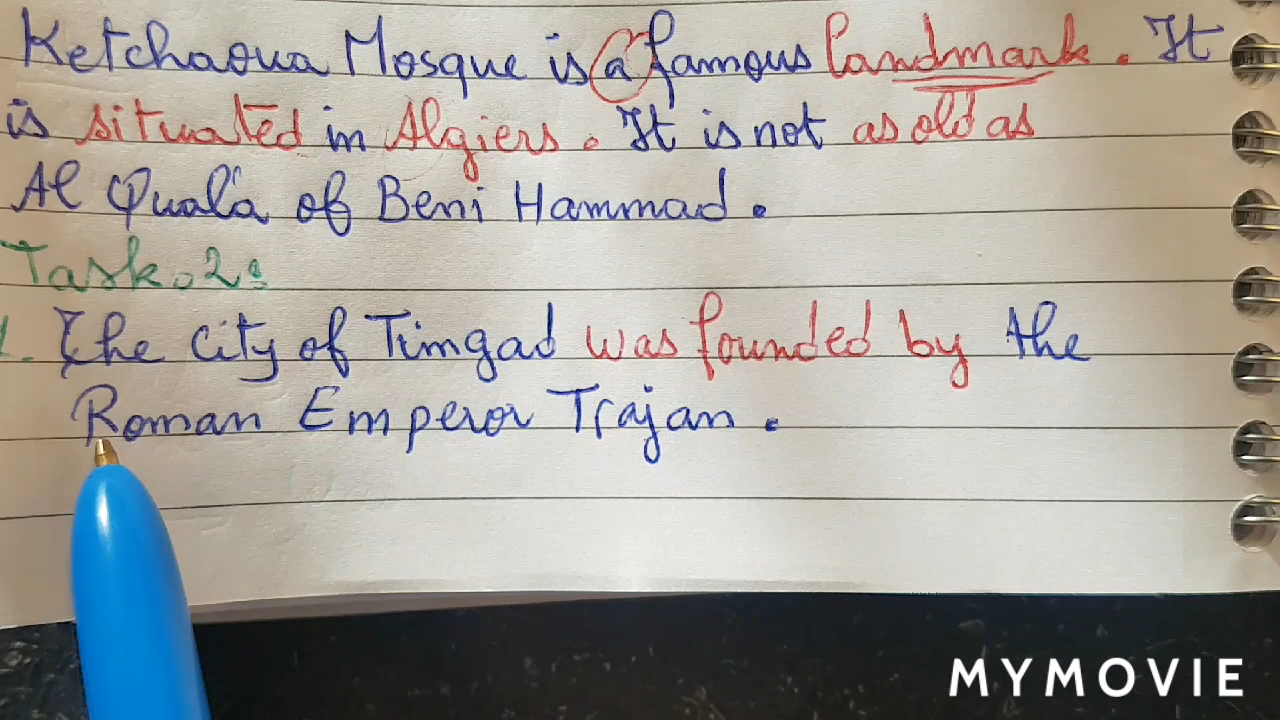 Ketchaoua Mosque is a famous landmark. It
is situated in Algiers. It is not as old as
Al Quala of Beni Hammad.
Task.2:
1. The city of Timgad was founded by the
Roman Emperor Trajan.
MYMOVIE